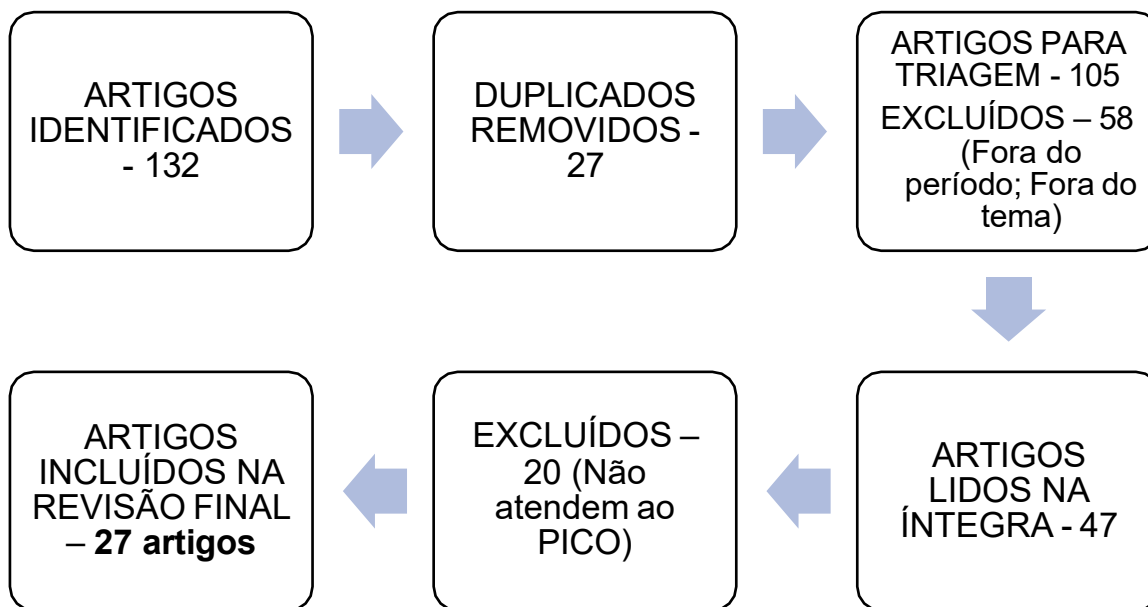 ARTIGOS
IDENTIFICADOS
- 132
DUPLICADOS
REMOVIDOS -
27
ARTIGOS PARA
TRIAGEM - 105
EXCLUÍDOS – 58
(Fora do
período; Fora do
tema)
ARTIGOS
LIDOS NA
ÍNTEGRA - 47
EXCLUÍDOS –
20 (Não
atendem ao
PICO)
ARTIGOS
INCLUÍDOS NA
REVISÃO FINAL
– 27 artigos